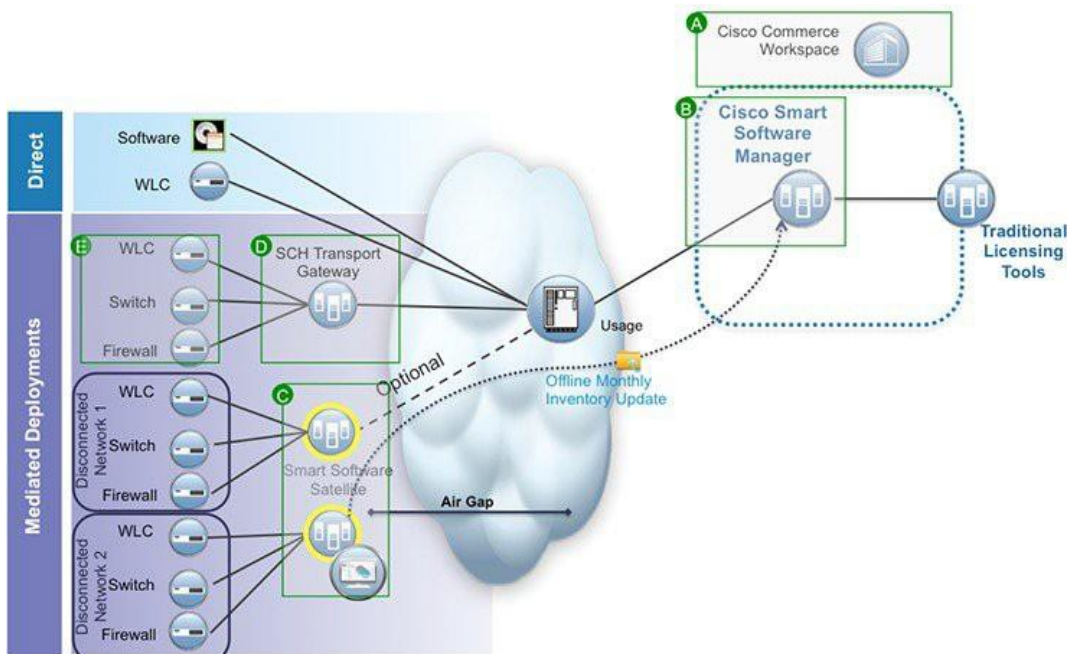 A
Cisco Commerce
Workspace
B
Cisco Smart
Software
Manager
Traditional
Licensing
Tools
Direct
Software
WLC
Mediated Deployments
E
WLC
Switch
Firewall
D
SCH Transport
Gateway
Usage
Optional
Offline Monthly
Inventory Update
Disconnected
Network 1
WLC
Switch
Firewall
C
Smart Software
Satellite
Air Gap
Disconnected
Network 2
WLC
Switch
Firewall